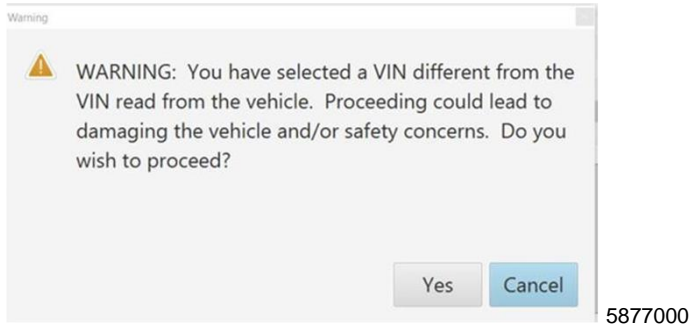 Warning
WARNING: You have selected a VIN different from the
VIN read from the vehicle. Proceeding could lead to
damaging the vehicle and/or safety concerns. Do you
wish to proceed?
Yes Cancel
5877000